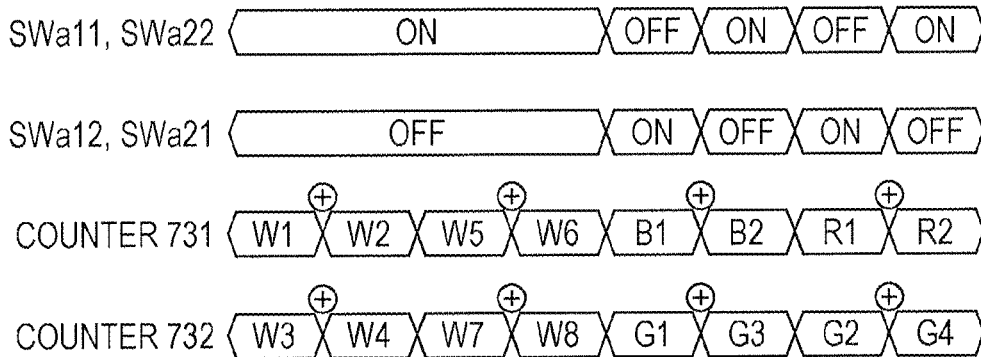 SWa11, SWa22 ON OFF ON OFF ON
SWa12, SWa21 OFF ON OFF ON OFF
+ + + +
COUNTER 731 W1 W2 W5 W6 B1 B2 R1 R2
+ + + +
COUNTER 732 W3 W4 W7 W8 G1 G3 G2 G4